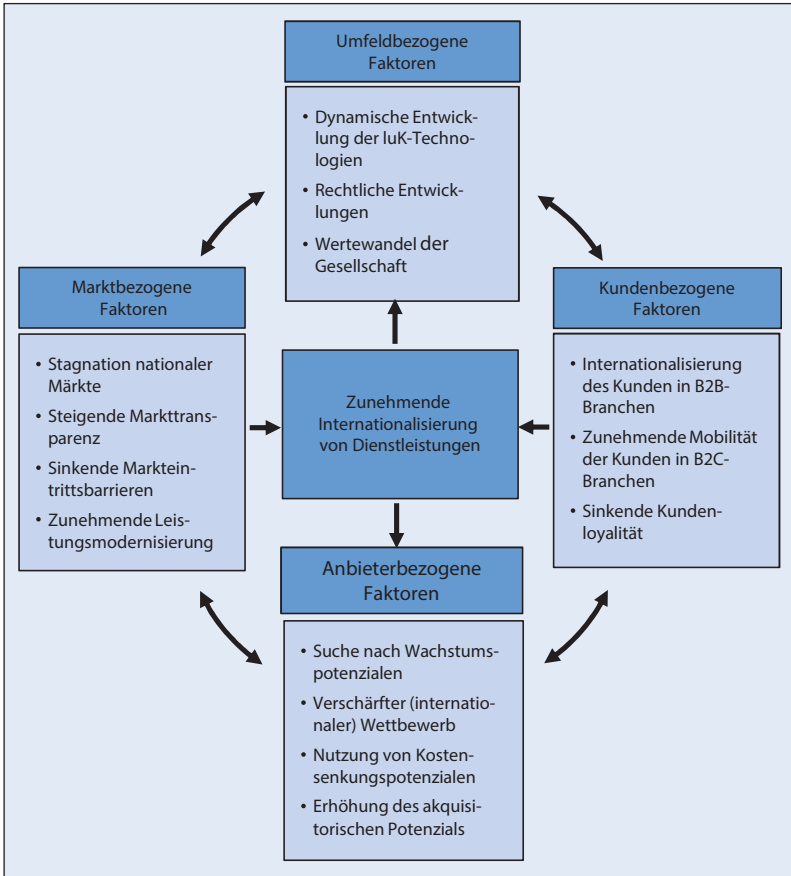 Umfeldbezogene
Faktoren
• Dynamische Entwick-
lung der IuK-Techno-
logien
• Rechtliche Entwick-
lungen
• Wertewandel der
Gesellschaft
Marktbezogene
Faktoren
• Stagnation nationaler
Märkte
• Steigende Markttrans-
parenz
• Sinkende Marktein-
trittsbarrieren
• Zunehmende Leis-
tungsmodernisierung
Zunehmende
Internationalisierung
von Dienstleistungen
Kundenbezogene
Faktoren
• Internationalisierung
des Kunden in B2B-
Branchen
• Zunehmende Mobilität
der Kunden in B2C-
Branchen
• Sinkende Kunden-
loyalität
Anbieterbezogene
Faktoren
• Suche nach Wachstums-
potenzialen
• Verschärfter (internatio-
naler) Wettbewerb
• Nutzung von Kosten-
senkungspotenzialen
• Erhöhung des akquisi-
torischen Potenzials